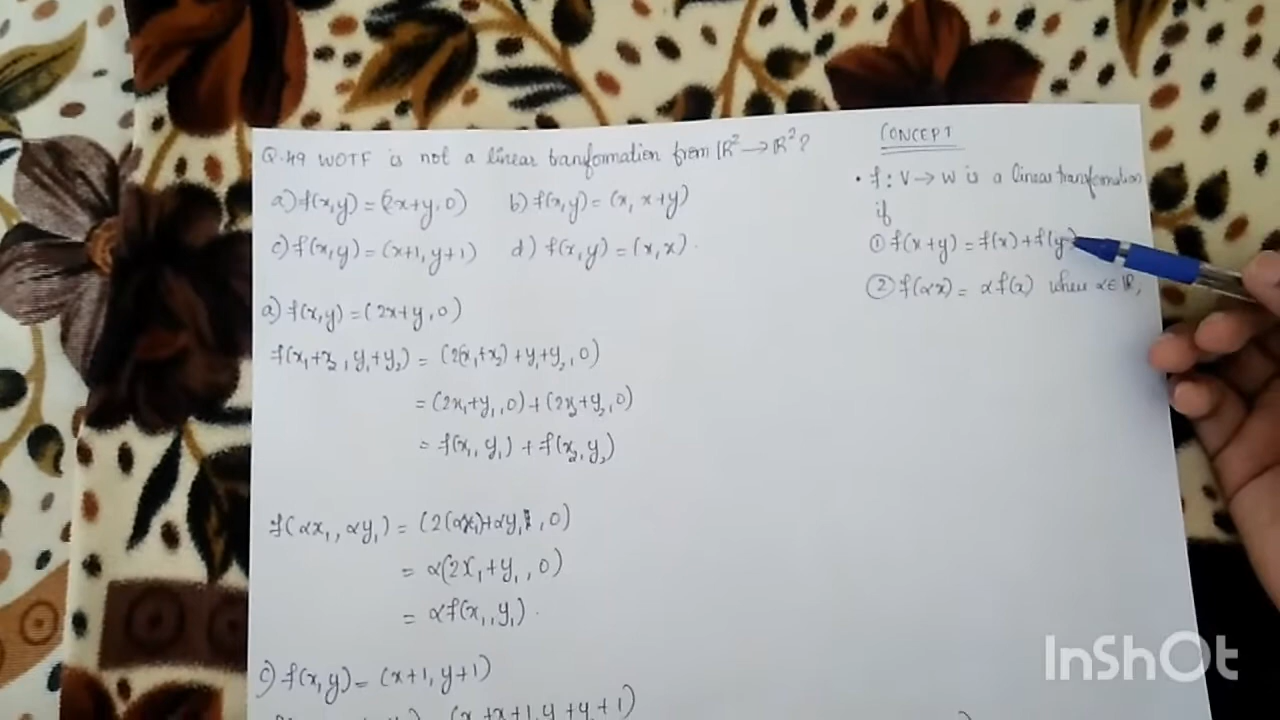 Q.49 WOTF is not a linear tranformation from ℝ² → ℝ²?
a) f(x,y) = (2x+y, 0) b) f(x,y) = (x, x+y)
c) f(x,y) = (x+1, y+1) d) f(x,y) = (x,x).
a) f(x,y) = (2x+y, 0)
f(x₁+x₂, y₁+y₂) = (2(x₁+x₂)+y₁+y₂, 0)
= (2x₁+y₁, 0) + (2x₂+y₂, 0)
= f(x₁, y₁) + f(x₂, y₂)
f(αx₁, αy₁) = (2(αx₁)+αy₁, 0)
= α(2x₁+y₁, 0)
= αf(x₁, y₁).
c) f(x,y) = (x+1, y+1)
CONCEPT
• f: V → W is a linear transformation
if
① f(x+y) = f(x)+f(y)
② f(αx) = αf(x) where α∈ℝ,
InShOt